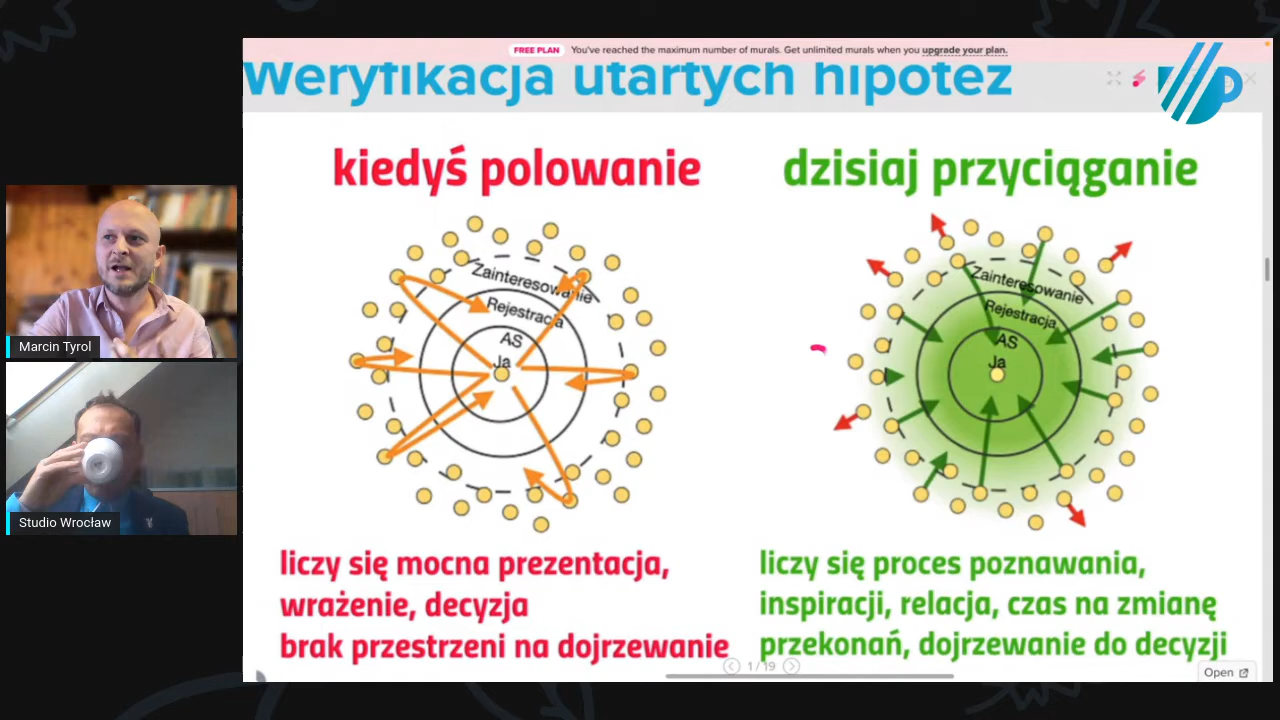 FREE PLAN You've reached the maximum number of murals. Get unlimited murals when you upgrade your plan.
Weryfikacja utartych hipotez
kiedyś polowanie
dzisiaj przyciąganie
Zainteresowanie
Rejestracja
AS
Ja
Zainteresowanie
Rejestracja
AS
Ja
Marcin Tyrol
Studio Wrocław
liczy się mocna prezentacja,
wrażenie, decyzja
brak przestrzeni na dojrzewanie
liczy się proces poznawania,
inspiracji, relacja, czas na zmianę
przekonań, dojrzewanie do decyzji
1 / 19
Open